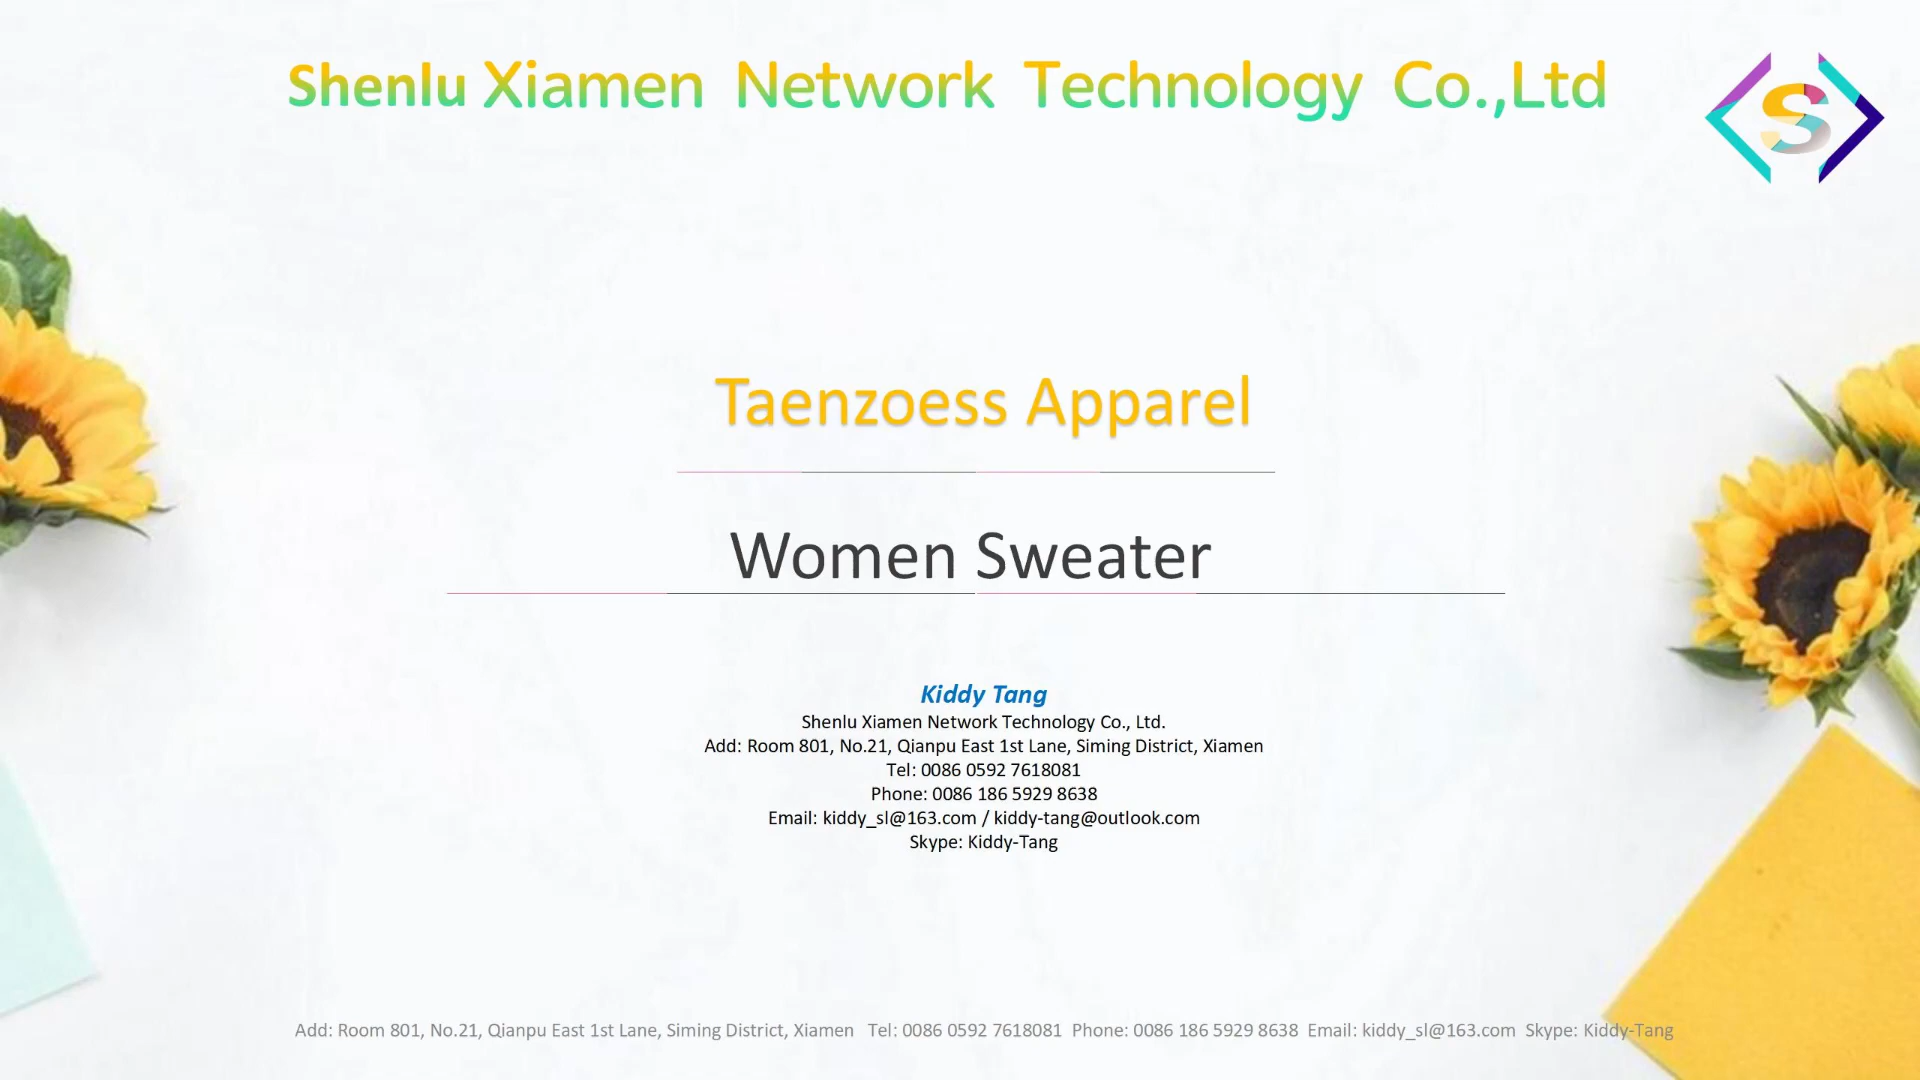 Shenlu Xiamen Network Technology Co.,Ltd
S
Taenzoess Apparel
Women Sweater
Kiddy Tang
Shenlu Xiamen Network Technology Co., Ltd.
Add: Room 801, No.21, Qianpu East 1st Lane, Siming District, Xiamen
Tel: 0086 0592 7618081
Phone: 0086 186 5929 8638
Email: kiddy_sl@163.com / kiddy-tang@outlook.com
Skype: Kiddy-Tang
Add: Room 801, No.21, Qianpu East 1st Lane, Siming District, Xiamen Tel: 0086 0592 7618081 Phone: 0086 186 5929 8638 Email: kiddy_sl@163.com Skype: Kiddy-Tang